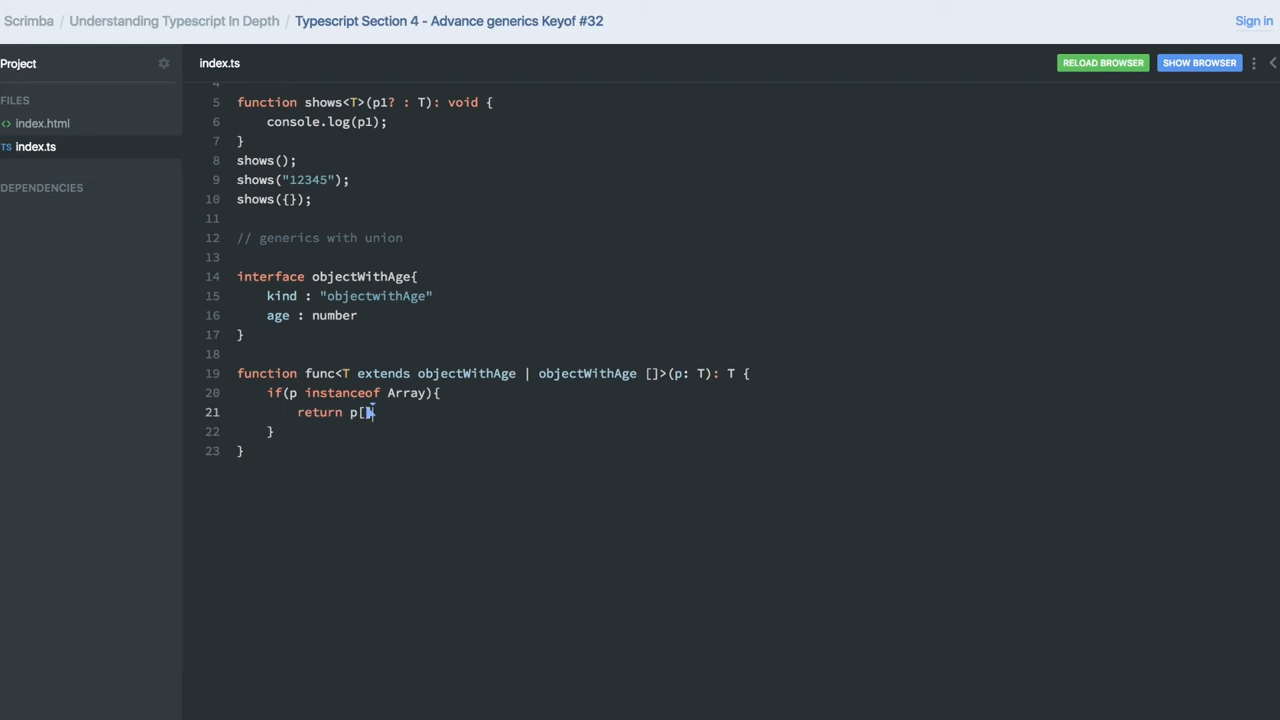 Scrimba / Understanding Typescript In Depth / Typescript Section 4 - Advance generics Keyof #32
Sign in
Project
index.ts
RELOAD BROWSER
SHOW BROWSER
FILES
index.html
TS index.ts
DEPENDENCIES
4
5 function shows<T>(p1? : T): void {
6 console.log(p1);
7 }
8 shows();
9 shows("12345");
10 shows({});
11
12 // generics with union
13
14 interface objectWithAge{
15 kind : "objectwithAge"
16 age : number
17 }
18
19 function func<T extends objectWithAge | objectWithAge []>(p: T): T {
20 if(p instanceof Array){
21 return p[]
22 }
23 }